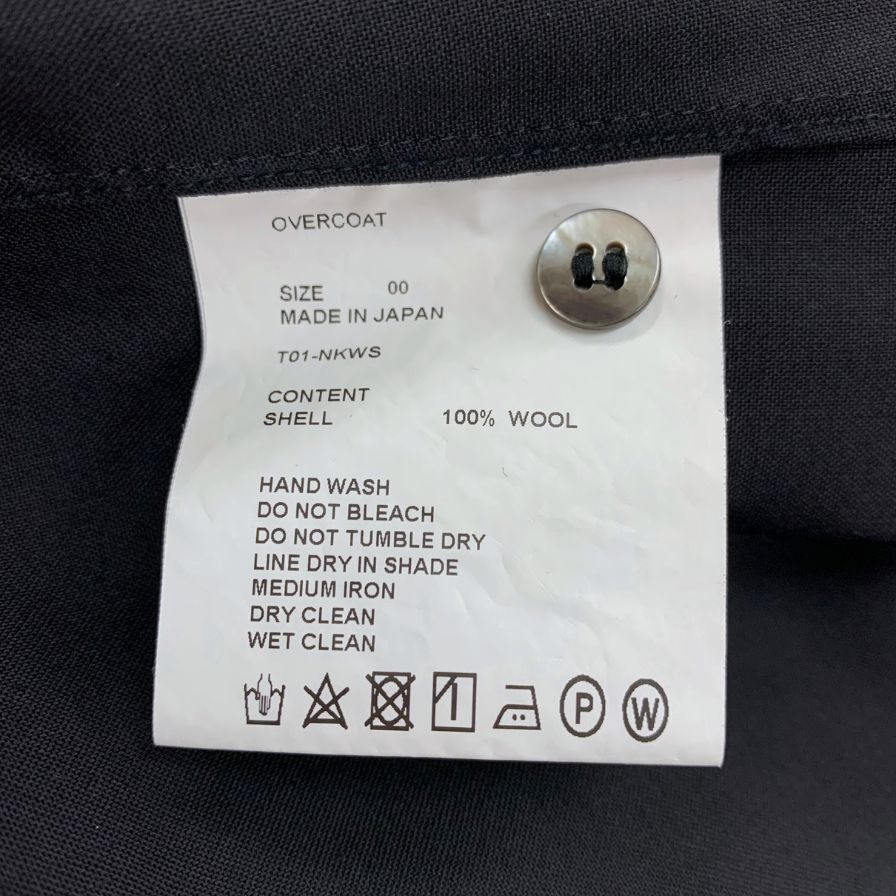 OVERCOAT
SIZE 00
MADE IN JAPAN
T01-NKWS
CONTENT
SHELL 100% WOOL
HAND WASH
DO NOT BLEACH
DO NOT TUMBLE DRY
LINE DRY IN SHADE
MEDIUM IRON
DRY CLEAN
WET CLEAN
P W